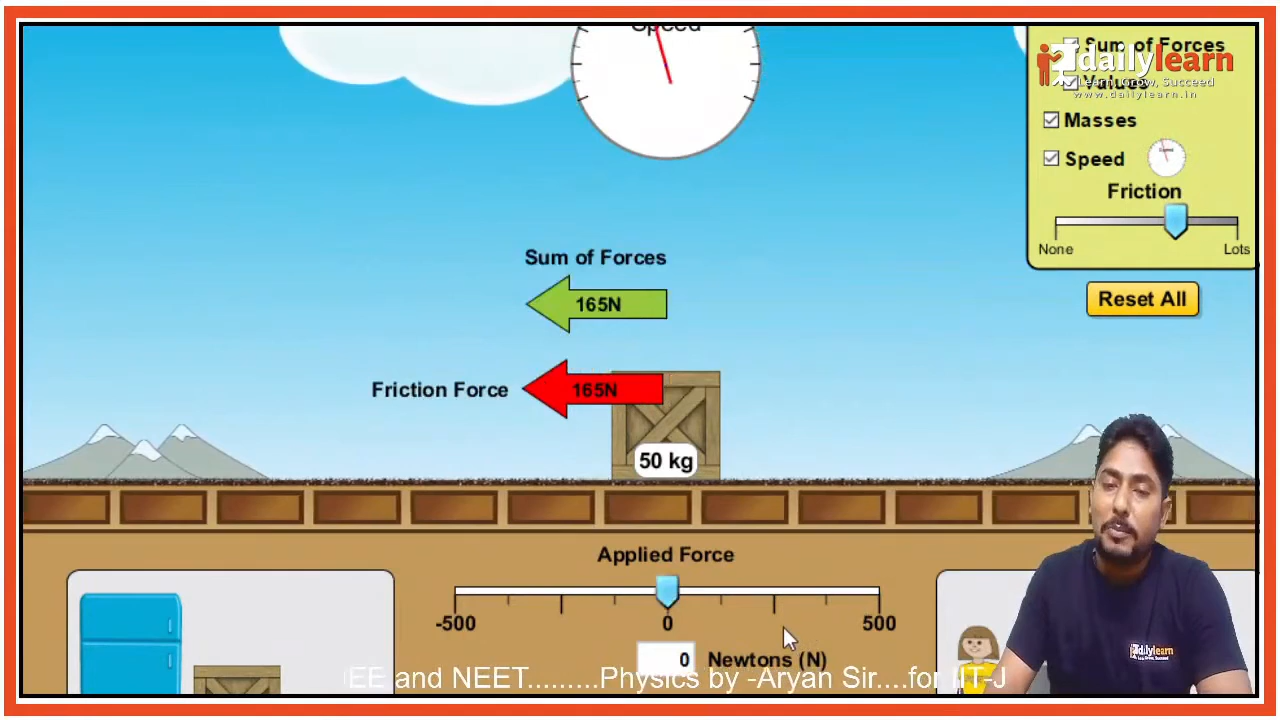 Speed
Sum of Forces
dailylearn
Learn, Grow, Succeed
Values
www.dailylearn.in
Masses
Speed
Friction
None
Lots
Reset All
Sum of Forces
165N
Friction Force
165N
50 kg
Applied Force
-500
0
500
0 Newtons (N)
dailylearn
EE and NEET.........Physics by -Aryan Sir....for IIT-J